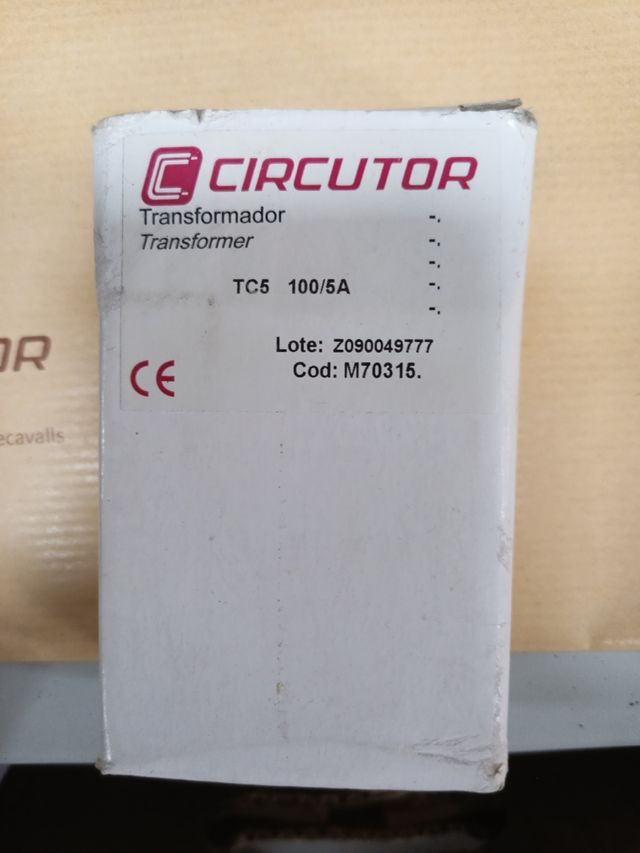 CIRCUTOR
Transformador -.
Transformer -.
-.
TC5 100/5A -.
-.
Lote: Z090049777
Cod: M70315.
CE
OR
ecavalls